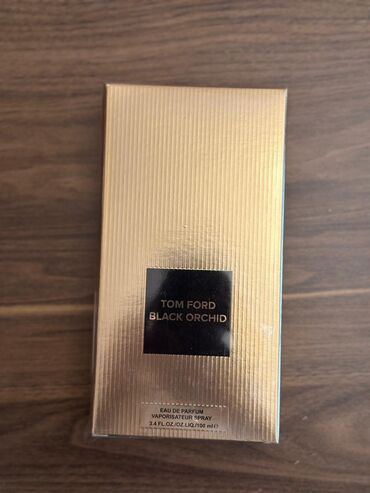 TOM FORD
BLACK ORCHID
EAU DE PARFUM
VAPORISATEUR SPRAY
3.4 FL.OZ./OZ.LIQ./100 ml ℮